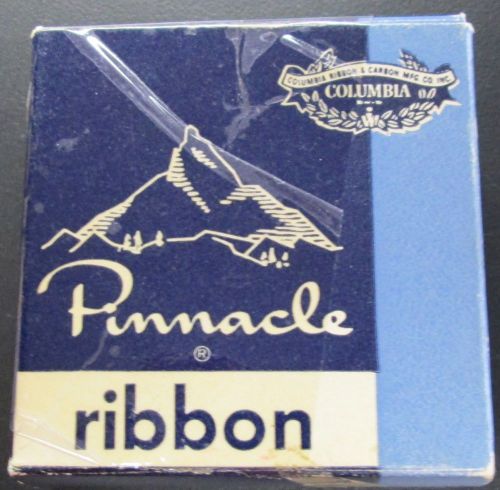 COLUMBIA RIBBON & CARBON MFG. CO. INC.
COLUMBIA
Pinnacle
®
ribbon